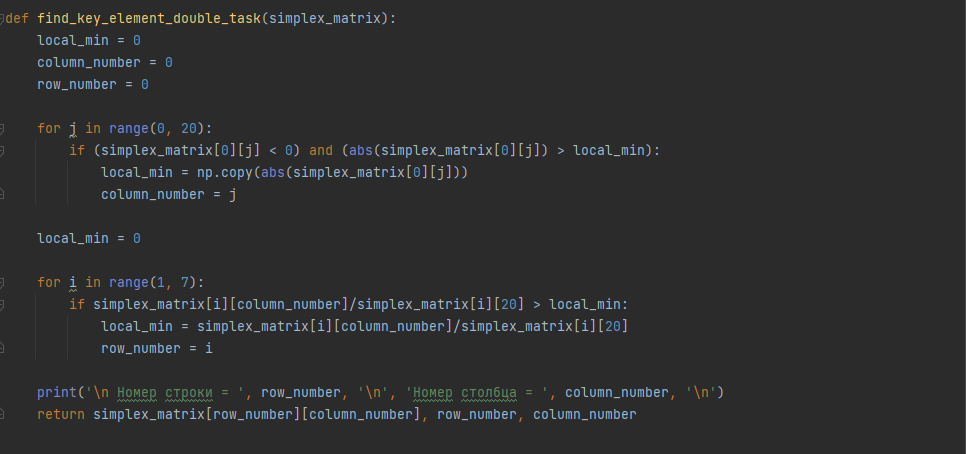 def find_key_element_double_task(simplex_matrix):
    local_min = 0
    column_number = 0
    row_number = 0
    for j in range(0, 20):
        if (simplex_matrix[0][j] < 0) and (abs(simplex_matrix[0][j]) > local_min):
            local_min = np.copy(abs(simplex_matrix[0][j]))
            column_number = j
    local_min = 0
    for i in range(1, 7):
        if simplex_matrix[i][column_number]/simplex_matrix[i][20] > local_min:
            local_min = simplex_matrix[i][column_number]/simplex_matrix[i][20]
            row_number = i
    print('\n Номер строки = ', row_number, '\n', 'Номер столбца = ', column_number, '\n')
    return simplex_matrix[row_number][column_number], row_number, column_number